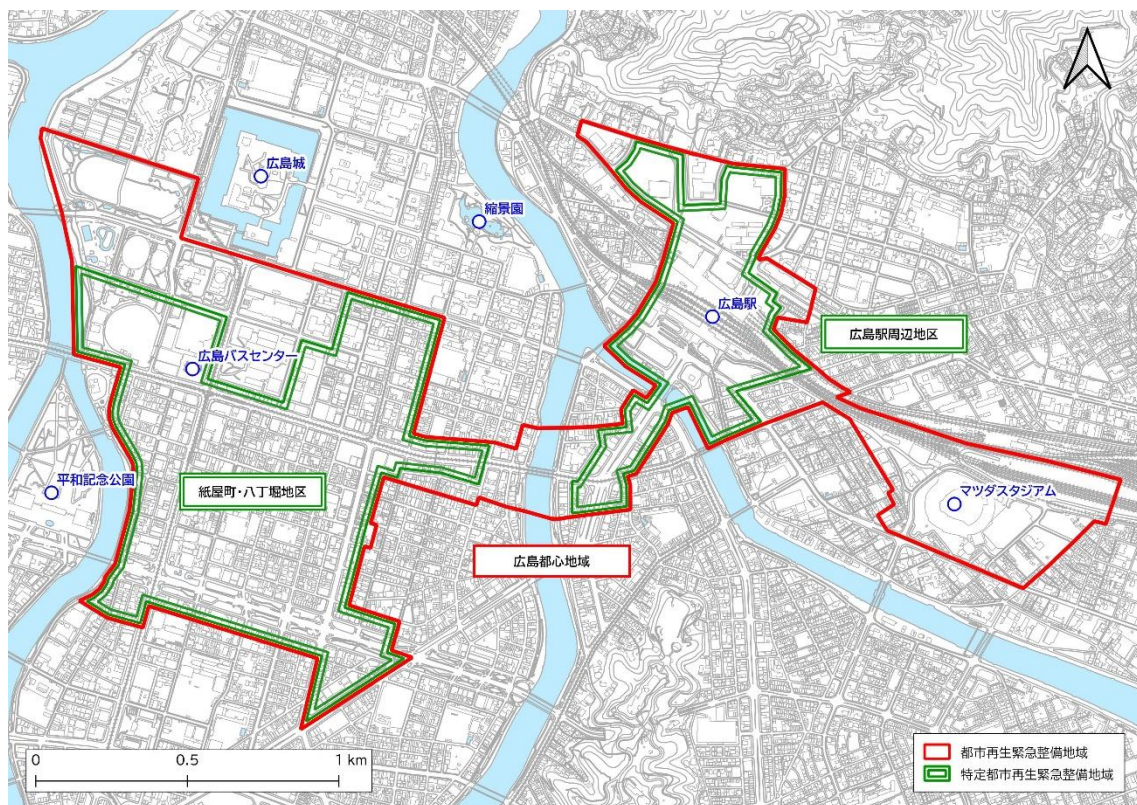 広島城
縮景園
広島駅
広島駅周辺地区
広島バスセンター
平和記念公園
紙屋町・八丁堀地区
マツダスタジアム
広島都心地域
0
0.5
1 km
都市再生緊急整備地域
特定都市再生緊急整備地域